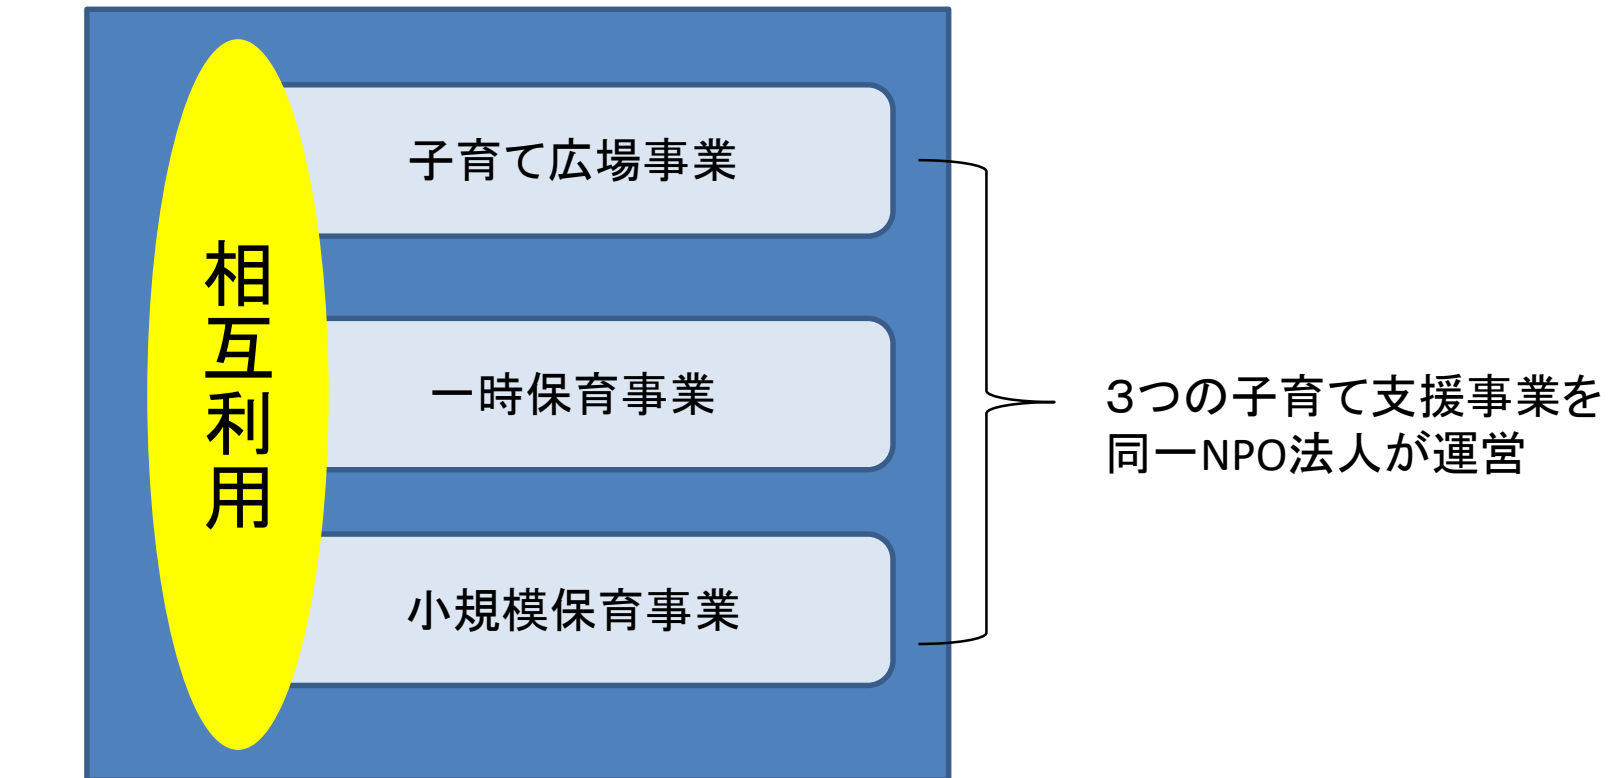 相互利用
子育て広場事業
一時保育事業
小規模保育事業
3つの子育て支援事業を
同一NPO法人が運営